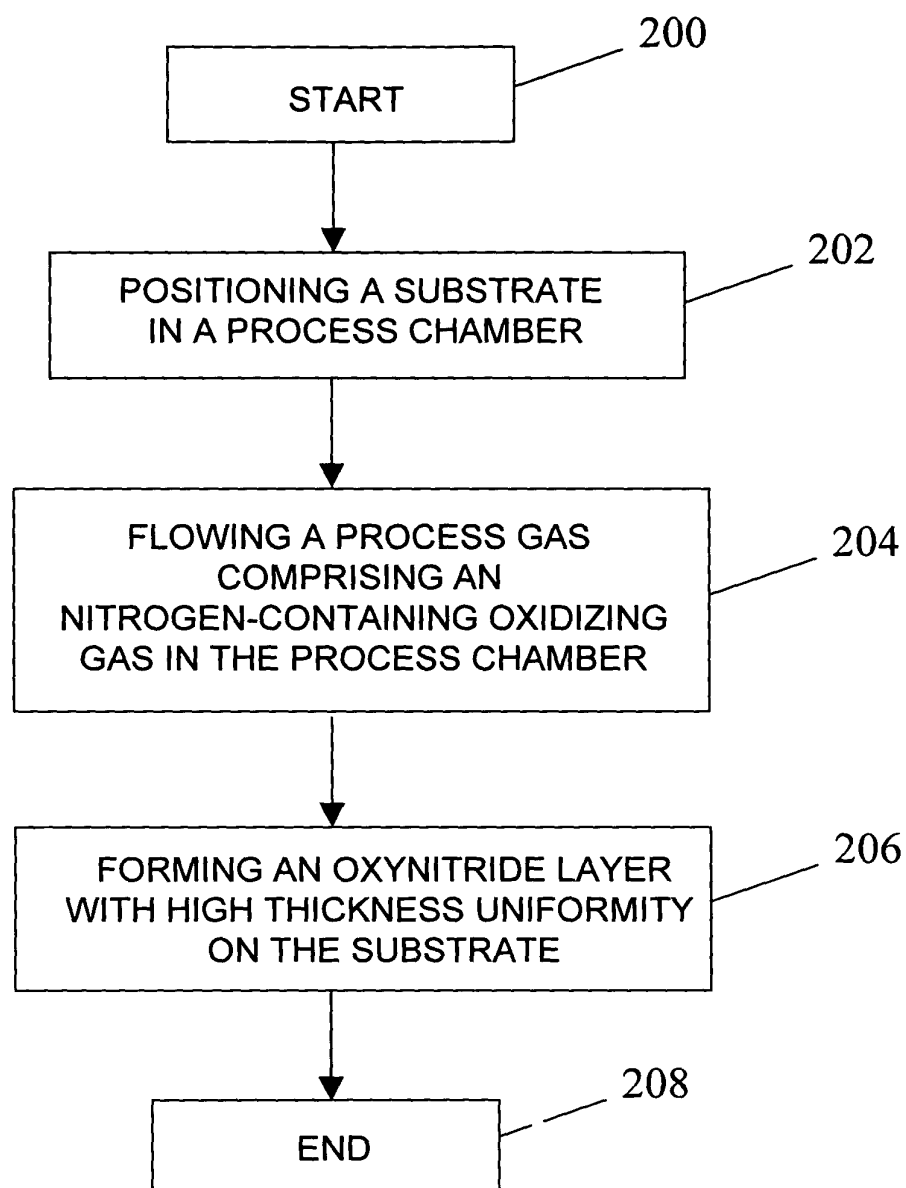 200
START
202
POSITIONING A SUBSTRATE
IN A PROCESS CHAMBER
204
FLOWING A PROCESS GAS
COMPRISING AN
NITROGEN-CONTAINING OXIDIZING
GAS IN THE PROCESS CHAMBER
206
FORMING AN OXYNITRIDE LAYER
WITH HIGH THICKNESS UNIFORMITY
ON THE SUBSTRATE
208
END